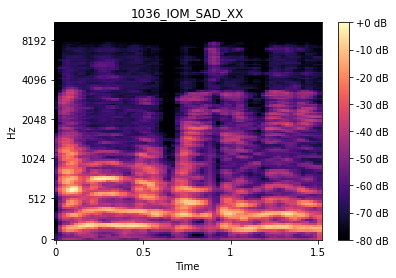 1036_IOM_SAD_XX
+0 dB
8192
-10 dB
4096
-20 dB
-30 dB
2048
Hz
-40 dB
1024
-50 dB
512
-60 dB
-70 dB
0
-80 dB
0
0.5
1
1.5
Time